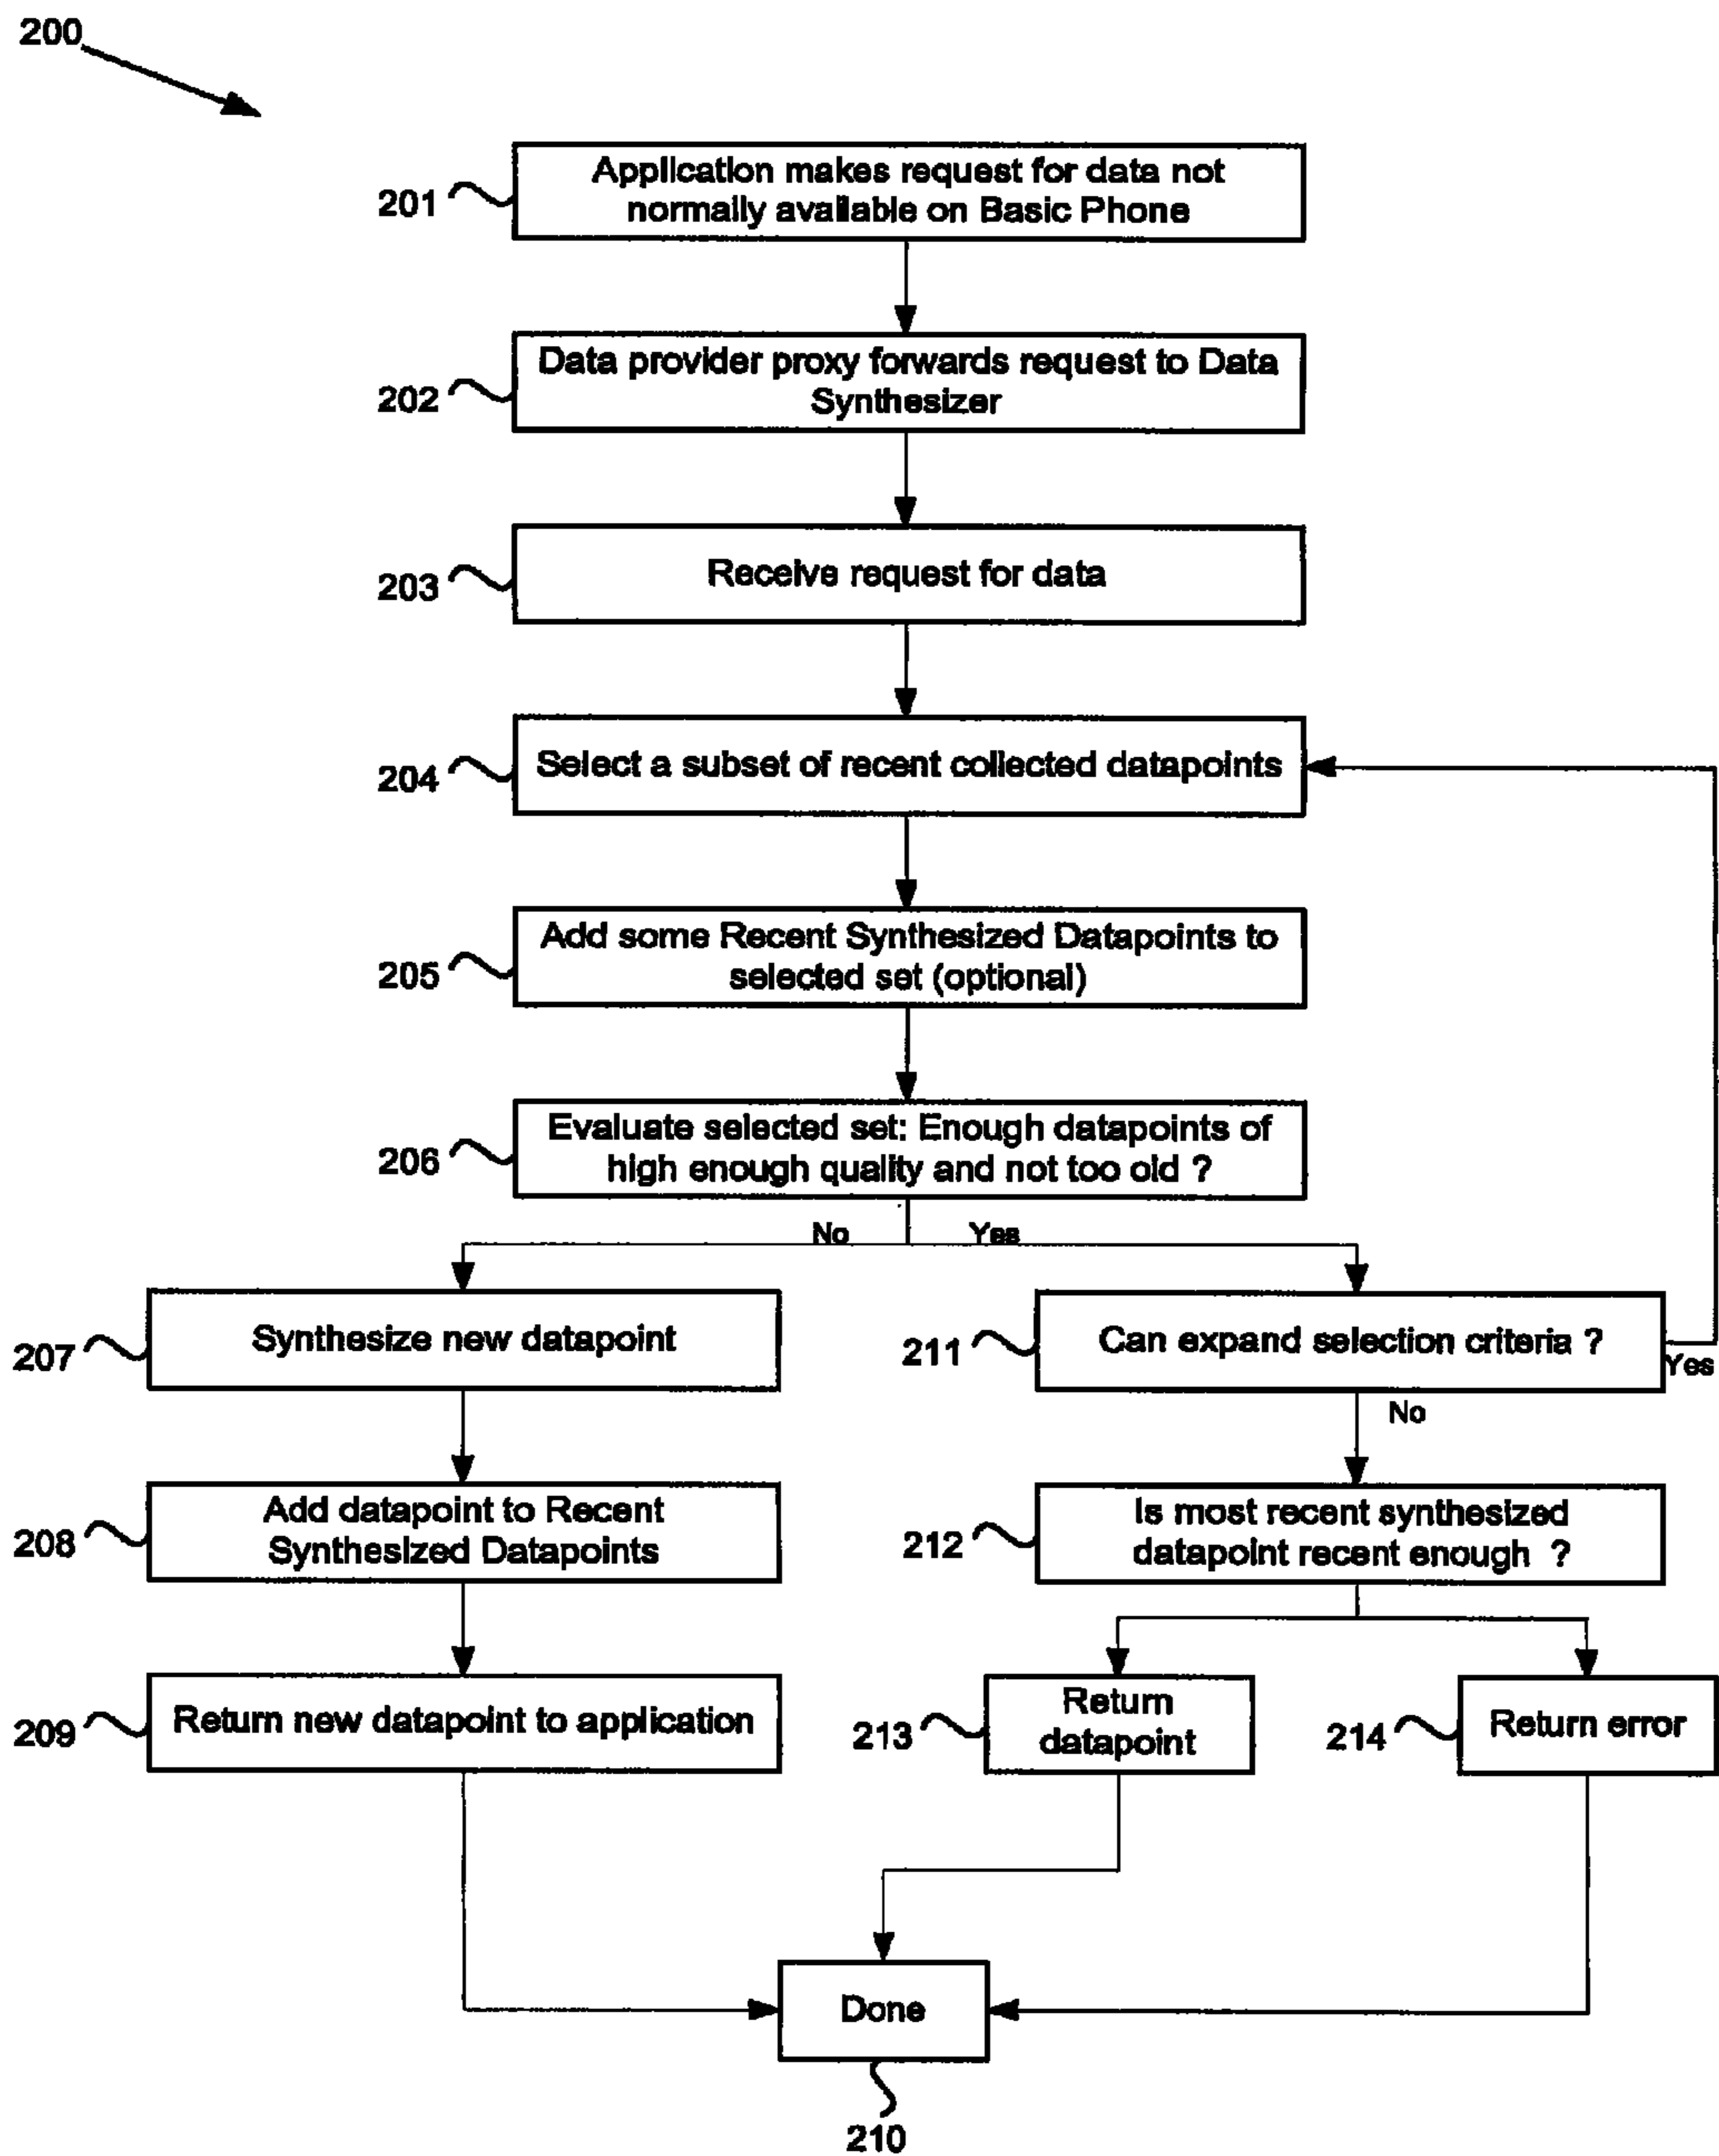 200
Application makes request for data not
normally available on Basic Phone
201
Data provider proxy forwards request to Data
Synthesizer
202
Receive request for data
203
Select a subset of recent collected datapoints
204
Add some Recent Synthesized Datapoints to
selected set (optional)
205
Evaluate selected set: Enough datapoints of
high enough quality and not too old ?
206
No
Yes
Synthesize new datapoint
207
Can expand selection criteria ?
211
Yes
No
Add datapoint to Recent
Synthesized Datapoints
208
Is most recent synthesized
datapoint recent enough ?
212
Return new datapoint to application
209
Return
datapoint
213
Return error
214
Done
210